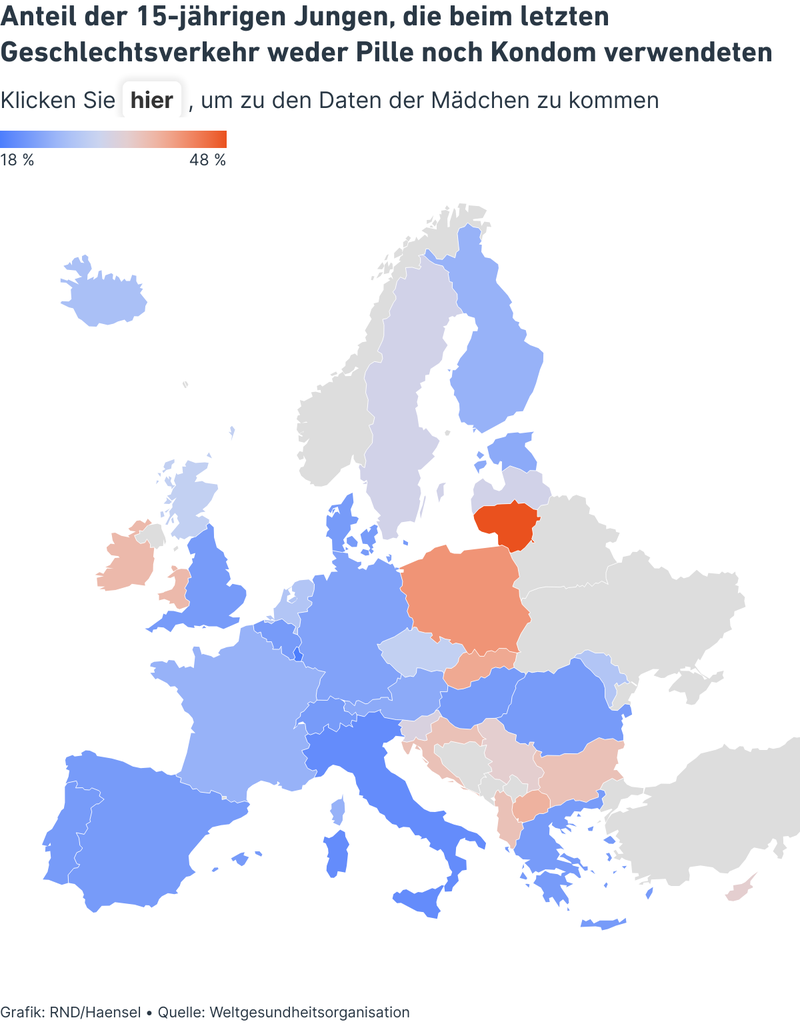 Anteil der 15-jährigen Jungen, die beim letzten
Geschlechtsverkehr weder Pille noch Kondom verwendeten
Klicken Sie hier , um zu den Daten der Mädchen zu kommen
18 % 48 %
Grafik: RND/Haensel • Quelle: Weltgesundheitsorganisation